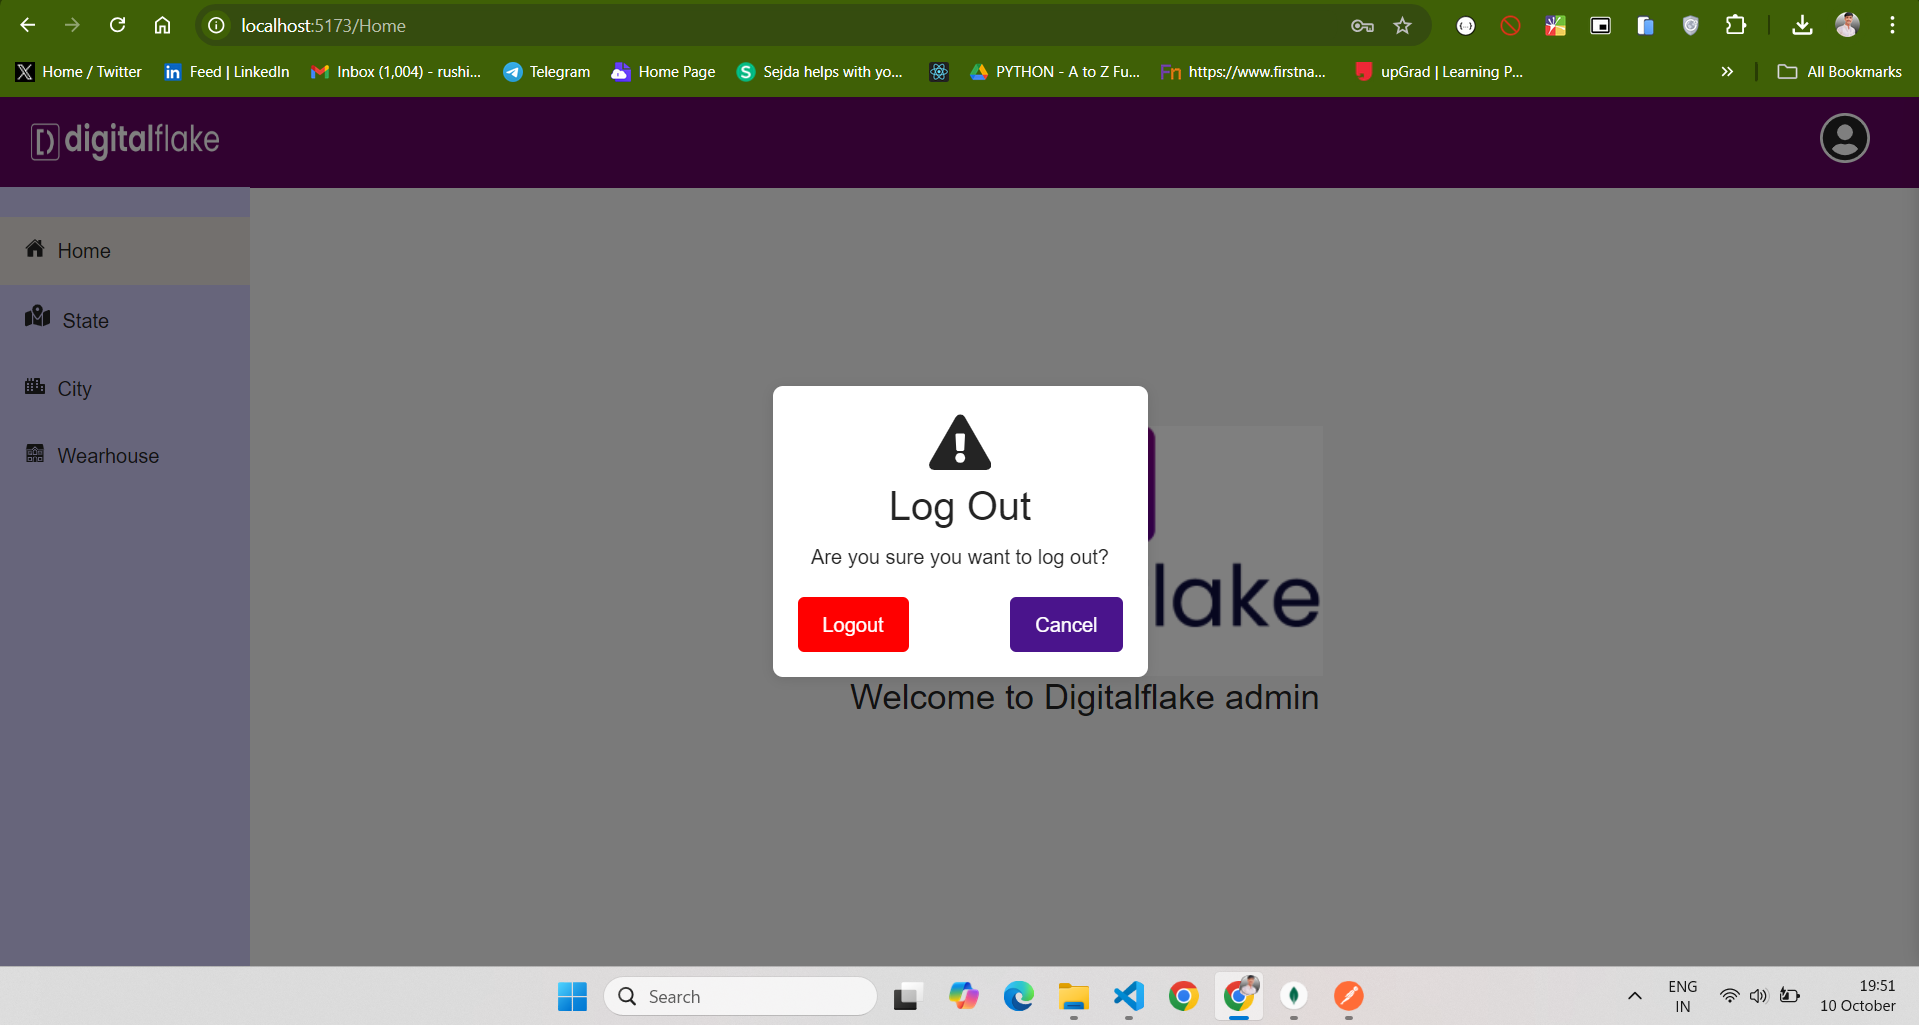 localhost:5173/Home
Home / Twitter
Feed | LinkedIn
Inbox (1,004) - rushi...
Telegram
Home Page
Sejda helps with yo...
PYTHON - A to Z Fu...
Fn https://www.firstna...
upGrad | Learning P...
All Bookmarks
digitalflake
Home
State
City
Wearhouse
Log Out
Are you sure you want to log out?
Logout
Cancel
lake
Welcome to Digitalflake admin
Search
ENG
IN
19:51
10 October